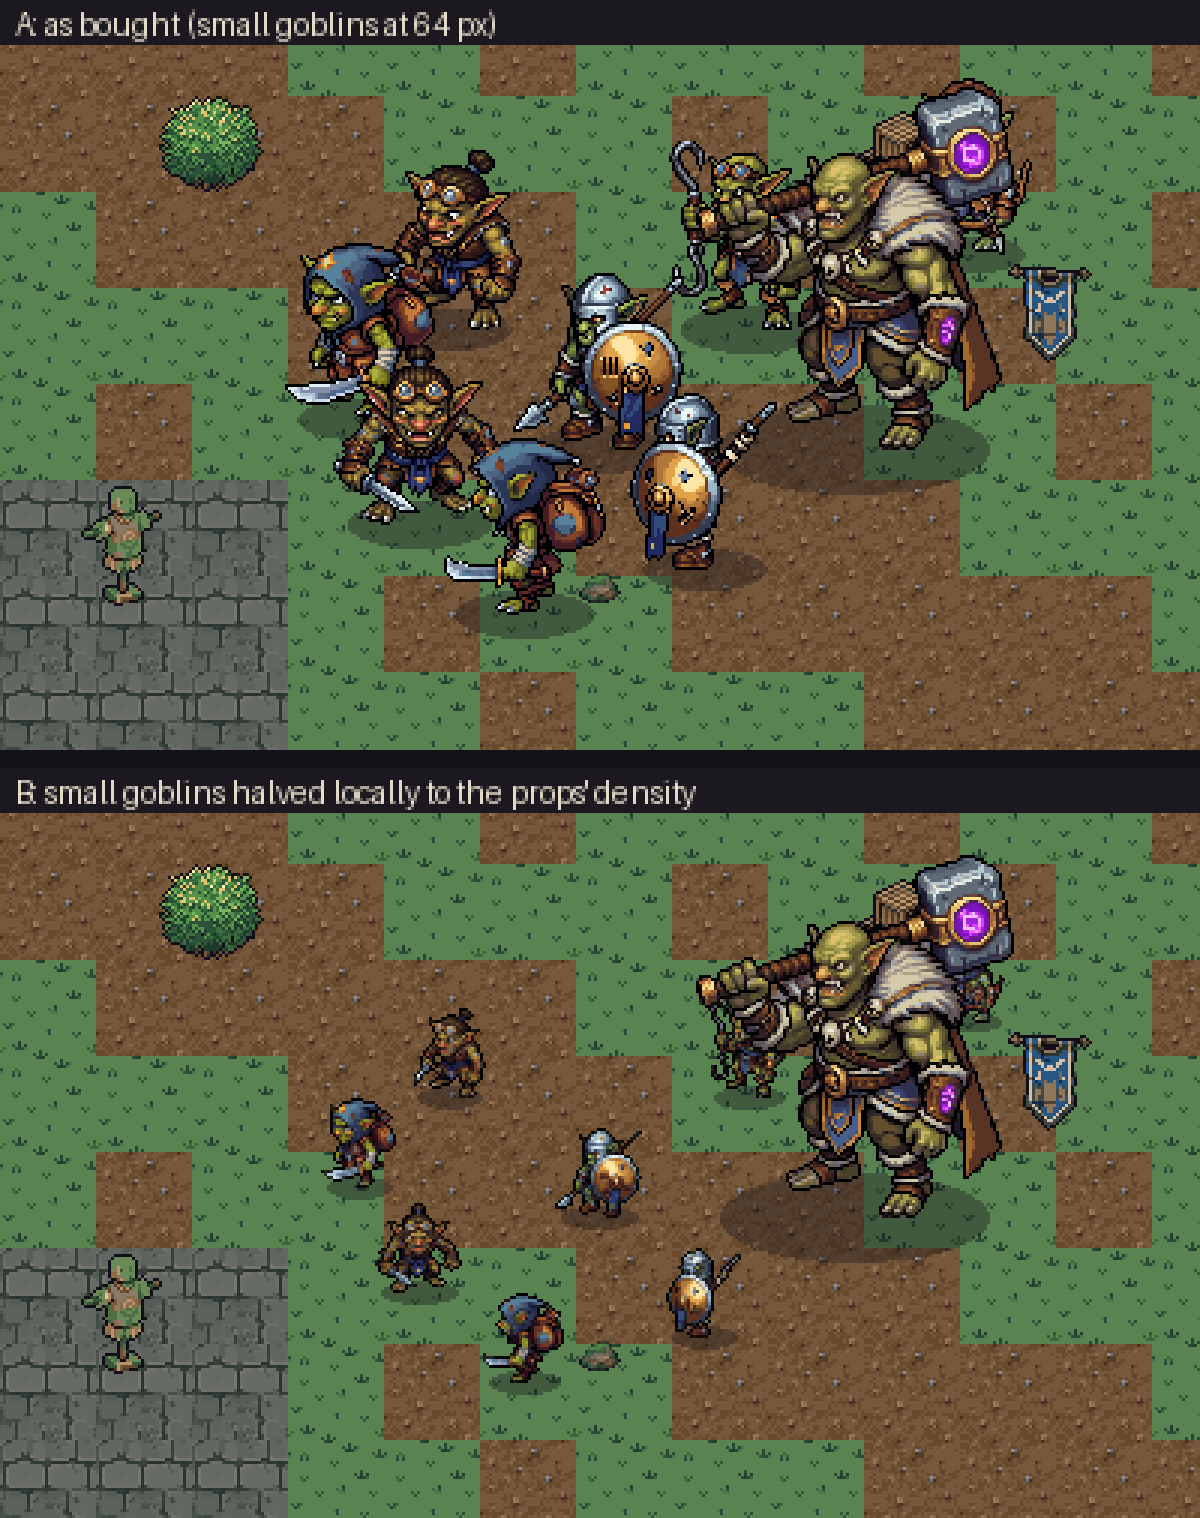 A: as bought (small goblins at 64 px)
B: small goblins halved locally to the props' density